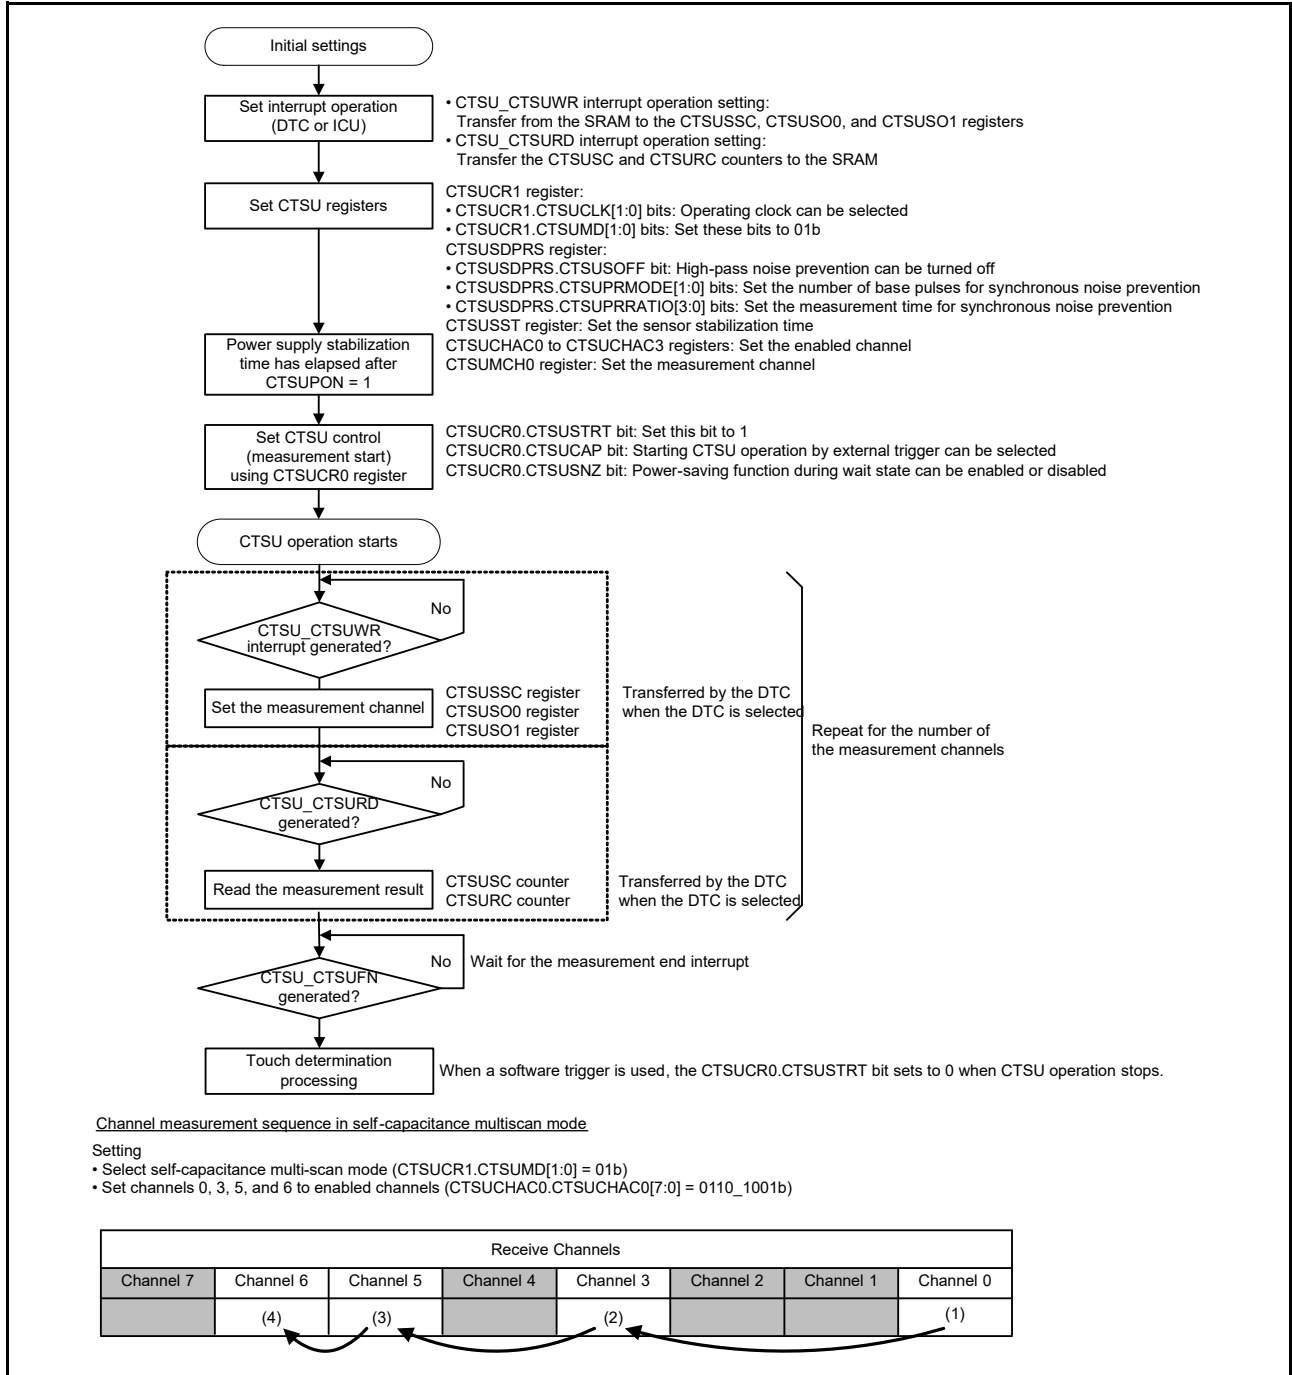 Initial settings
Set interrupt operation
(DTC or ICU)
• CTSU_CTSUWR interrupt operation setting:
Transfer from the SRAM to the CTSUSSC, CTSUSO0, and CTSUSO1 registers
• CTSU_CTSURD interrupt operation setting:
Transfer the CTSUSC and CTSURC counters to the SRAM
Set CTSU registers
CTSUCR1 register:
• CTSUCR1.CTSUCLK[1:0] bits: Operating clock can be selected
• CTSUCR1.CTSUMD[1:0] bits: Set these bits to 01b
CTSUSDPRS register:
• CTSUSDPRS.CTSUSOFF bit: High-pass noise prevention can be turned off
• CTSUSDPRS.CTSUPRMODE[1:0] bits: Set the number of base pulses for synchronous noise prevention
• CTSUSDPRS.CTSUPRRATIO[3:0] bits: Set the measurement time for synchronous noise prevention
CTSUSST register: Set the sensor stabilization time
CTSUCHAC0 to CTSUCHAC3 registers: Set the enabled channel
CTSUMCH0 register: Set the measurement channel
Power supply stabilization
time has elapsed after
CTSUPON = 1
Set CTSU control
(measurement start)
using CTSUCR0 register
CTSUCR0.CTSUSTRT bit: Set this bit to 1
CTSUCR0.CTSUCAP bit: Starting CTSU operation by external trigger can be selected
CTSUCR0.CTSUSNZ bit: Power-saving function during wait state can be enabled or disabled
CTSU operation starts
No
CTSU_CTSUWR
interrupt generated?
Set the measurement channel
CTSUSSC register
CTSUSO0 register
CTSUSO1 register
Transferred by the DTC
when the DTC is selected
Repeat for the number of
the measurement channels
No
CTSU_CTSURD
generated?
Read the measurement result
CTSUSC counter
CTSURC counter
Transferred by the DTC
when the DTC is selected
No
Wait for the measurement end interrupt
CTSU_CTSUFN
generated?
Touch determination
processing
When a software trigger is used, the CTSUCR0.CTSUSTRT bit sets to 0 when CTSU operation stops.
Channel measurement sequence in self-capacitance multiscan mode
Setting
• Select self-capacitance multi-scan mode (CTSUCR1.CTSUMD[1:0] = 01b)
• Set channels 0, 3, 5, and 6 to enabled channels (CTSUCHAC0.CTSUCHAC0[7:0] = 0110_1001b)
Receive Channels
Channel 7 Channel 6 Channel 5 Channel 4 Channel 3 Channel 2 Channel 1 Channel 0
(4) (3) (2) (1)